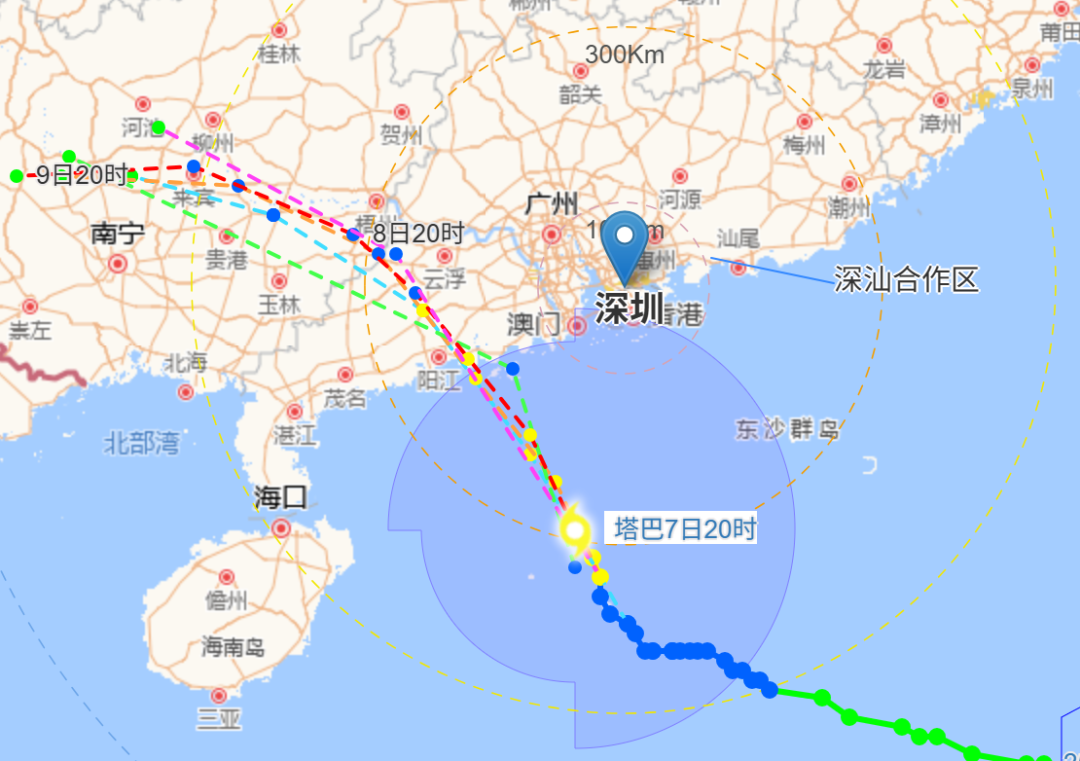 郴州
赣州
莆田
桂林
300Km
龙岩
泉州
韶关
河池
柳州
贺州
漳州
梅州
9日20时
来宾
广州
河源
潮州
南宁
梧州
8日20时
汕尾
贵港
云浮
惠州
深汕合作区
玉林
崇左
澳门
深圳
香港
北海
阳江
茂名
湛江
北部湾
东沙群岛
海口
塔巴7日20时
儋州
海南岛
三亚